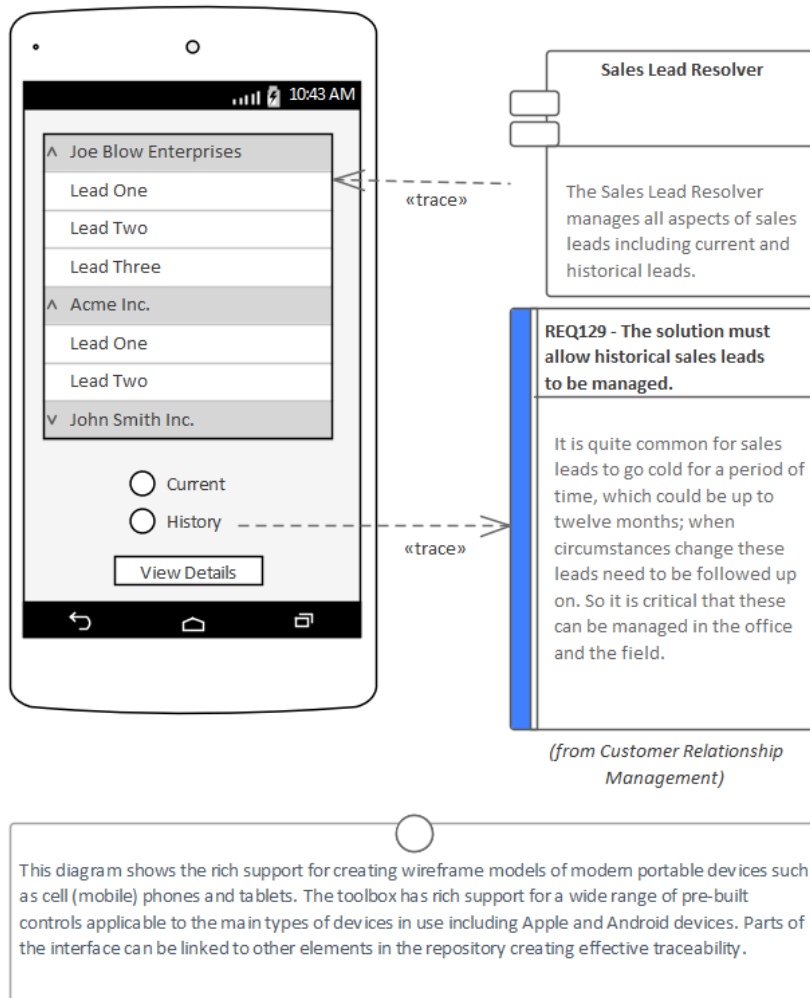 10:43 AM
Joe Blow Enterprises
Lead One
Lead Two
Lead Three
Acme Inc.
Lead One
Lead Two
John Smith Inc.
Current
History
View Details
«trace»
Sales Lead Resolver
The Sales Lead Resolver
manages all aspects of sales
leads including current and
historical leads.
«trace»
REQ129 - The solution must
allow historical sales leads
to be managed.
It is quite common for sales
leads to go cold for a period of
time, which could be up to
twelve months; when
circumstances change these
leads need to be followed up
on. So it is critical that these
can be managed in the office
and the field.
(from Customer Relationship
Management)
This diagram shows the rich support for creating wireframe models of modern portable devices such
as cell (mobile) phones and tablets. The toolbox has rich support for a wide range of pre-built
controls applicable to the main types of devices in use including Apple and Android devices. Parts of
the interface can be linked to other elements in the repository creating effective traceability.